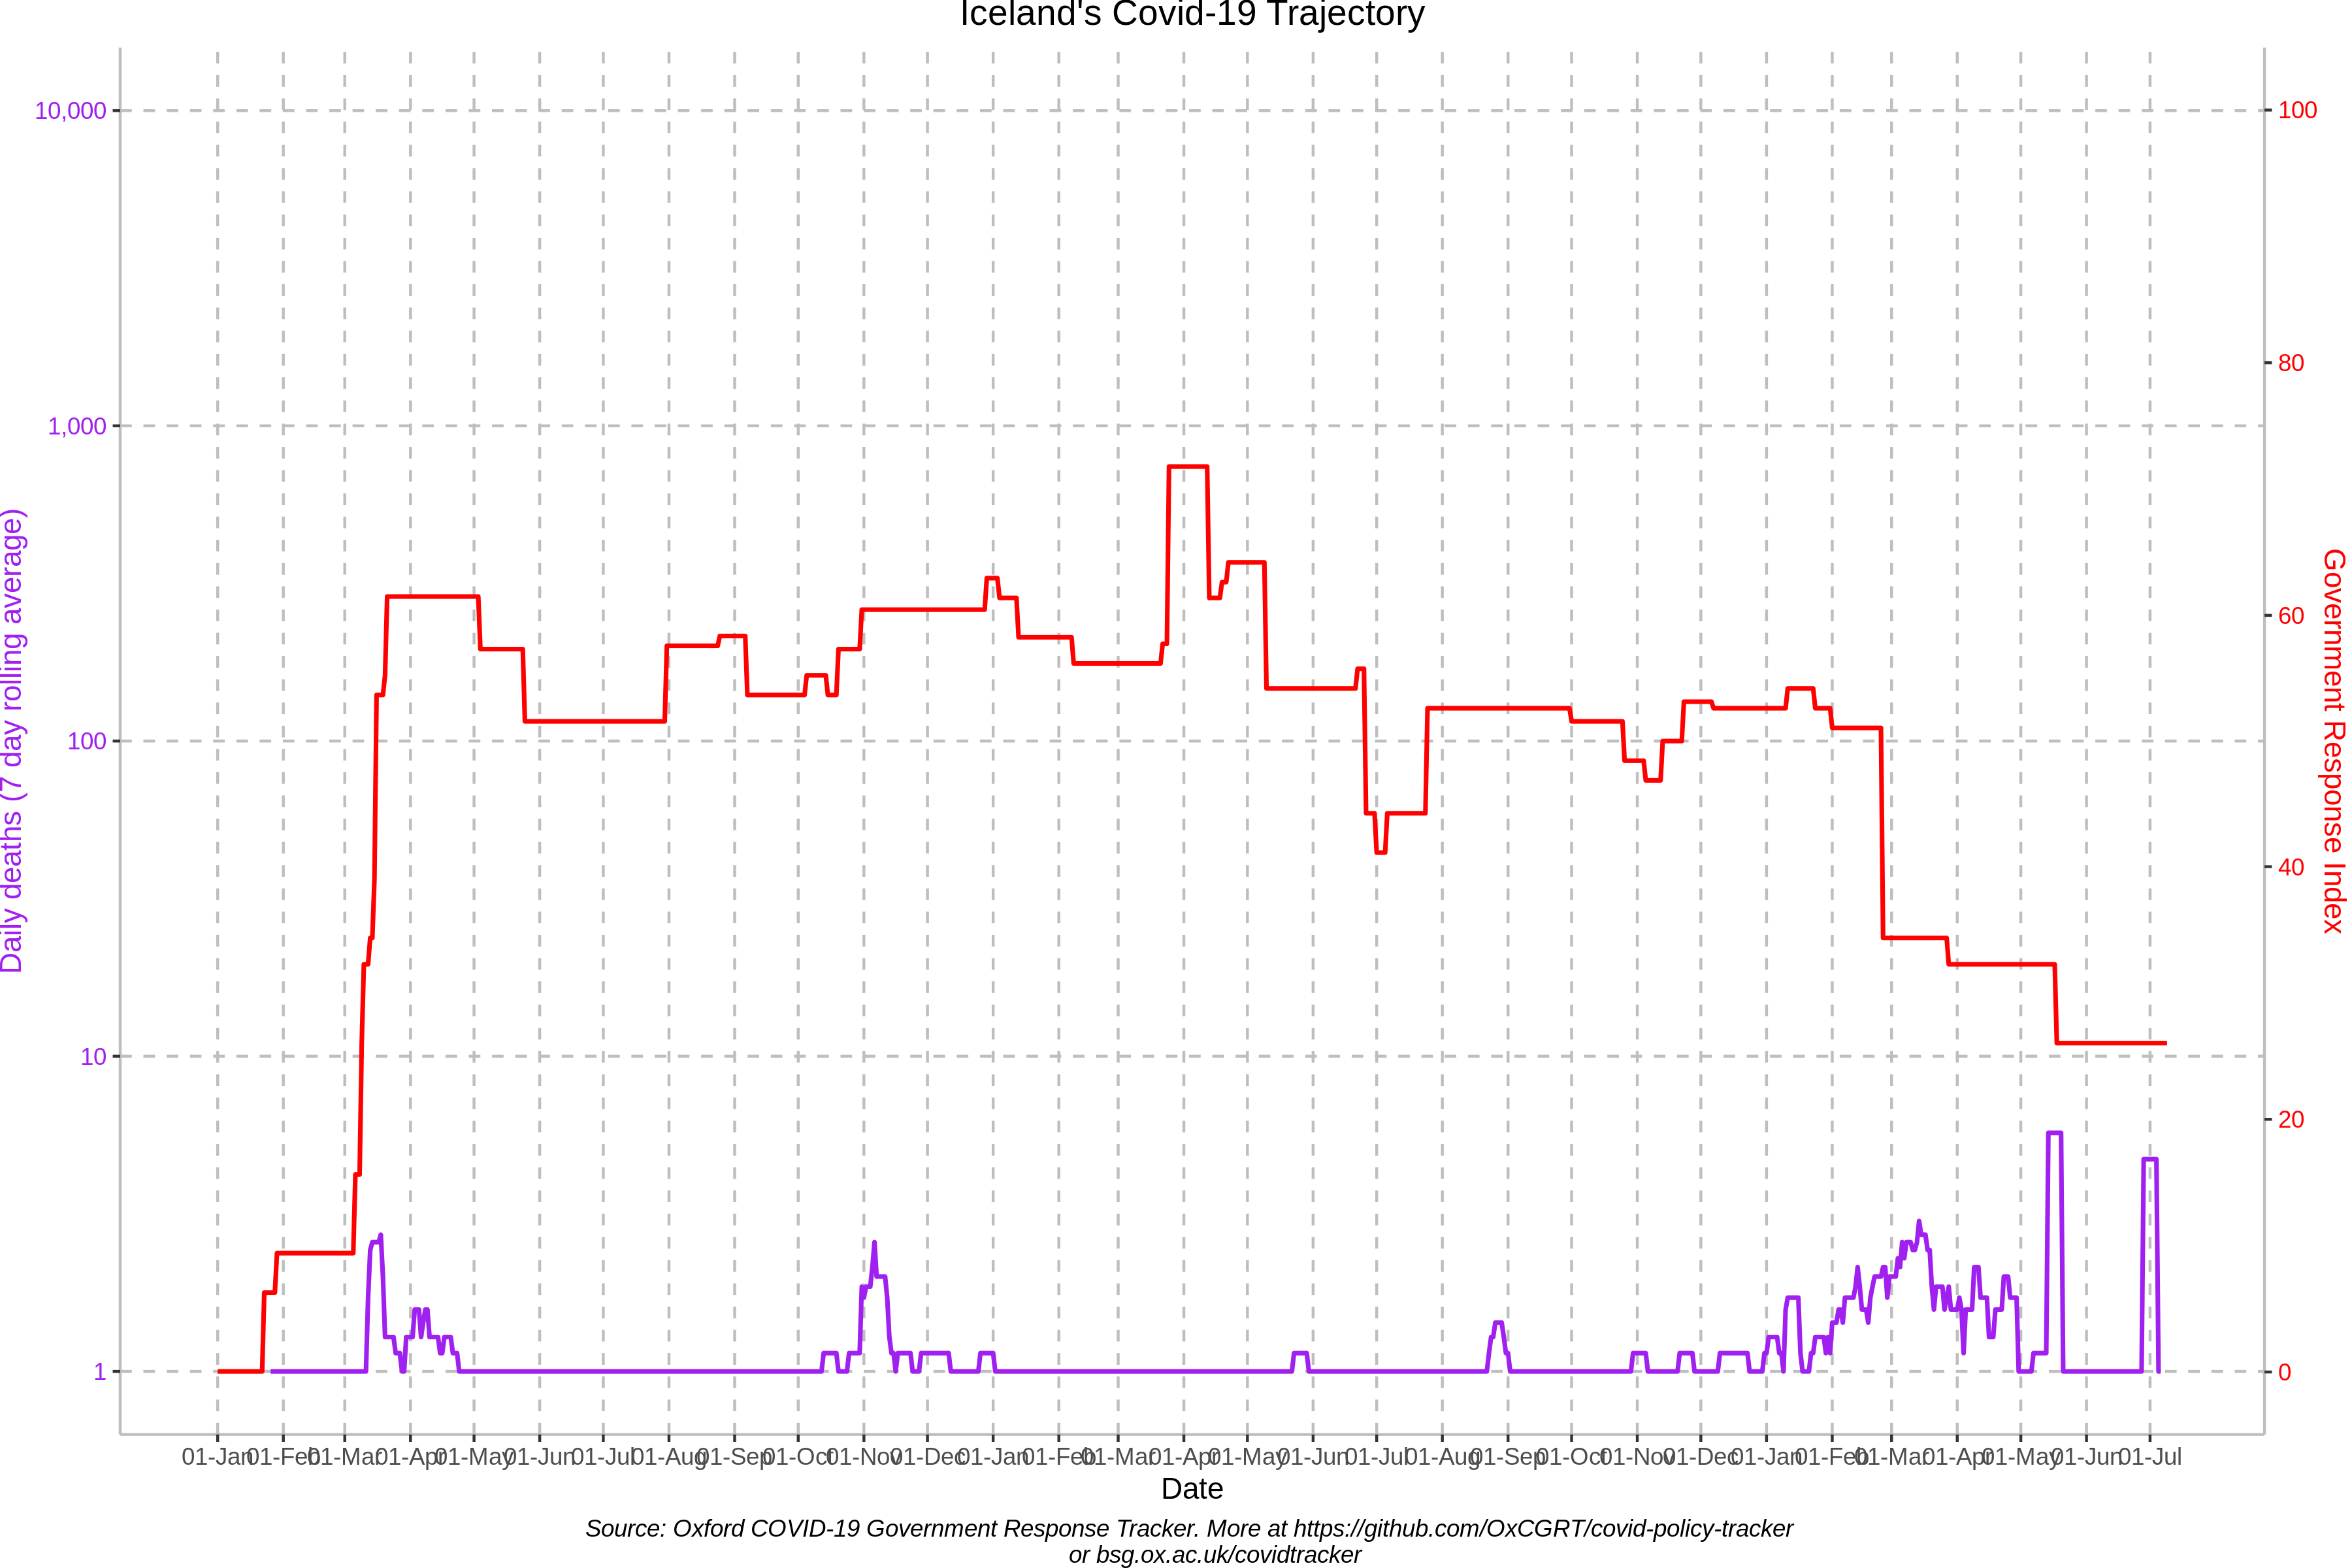 Iceland's Covid-19 Trajectory
10,000
1,000
100
10
1
Daily deaths (7 day rolling average)
100
80
60
40
20
0
Government Response Index
01-Jan 01-Feb 01-Mar 01-Apr 01-May 01-Jun 01-Jul 01-Aug 01-Sep 01-Oct 01-Nov 01-Dec 01-Jan 01-Feb 01-Mar 01-Apr 01-May 01-Jun 01-Jul 01-Aug 01-Sep 01-Oct 01-Nov 01-Dec 01-Jan 01-Feb 01-Mar 01-Apr 01-May 01-Jun 01-Jul
Date
Source: Oxford COVID-19 Government Response Tracker. More at https://github.com/OxCGRT/covid-policy-tracker
or bsg.ox.ac.uk/covidtracker